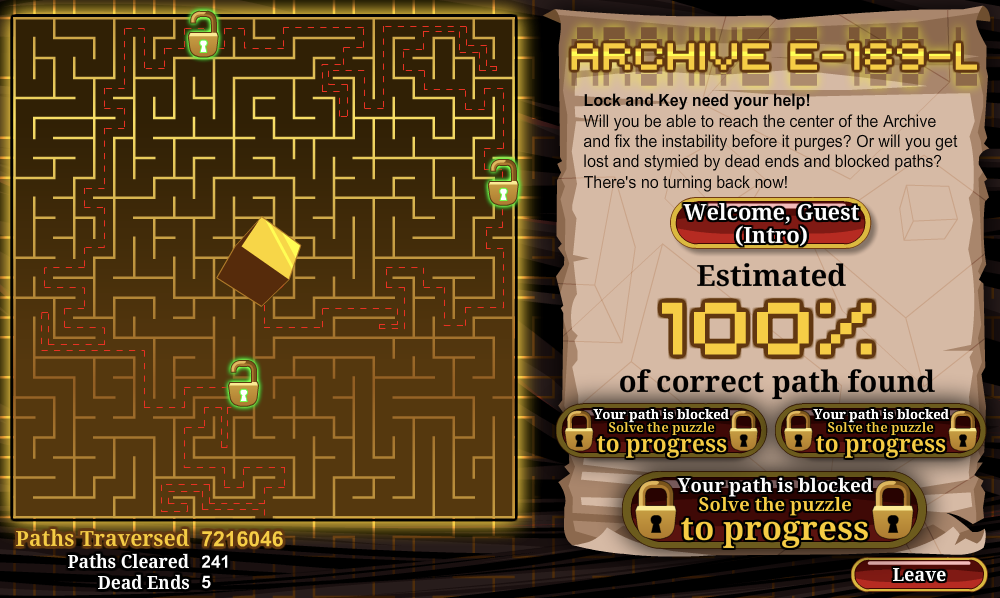 ARCHIVE E-189-L
Lock and Key need your help!
Will you be able to reach the center of the Archive
and fix the instability before it purges? Or will you get
lost and stymied by dead ends and blocked paths?
There's no turning back now!
Welcome, Guest
(Intro)
Estimated
100%
of correct path found
Your path is blocked
Solve the puzzle
to progress
Your path is blocked
Solve the puzzle
to progress
Your path is blocked
Solve the puzzle
to progress
Paths Traversed 7216046
Paths Cleared 241
Dead Ends 5
Leave